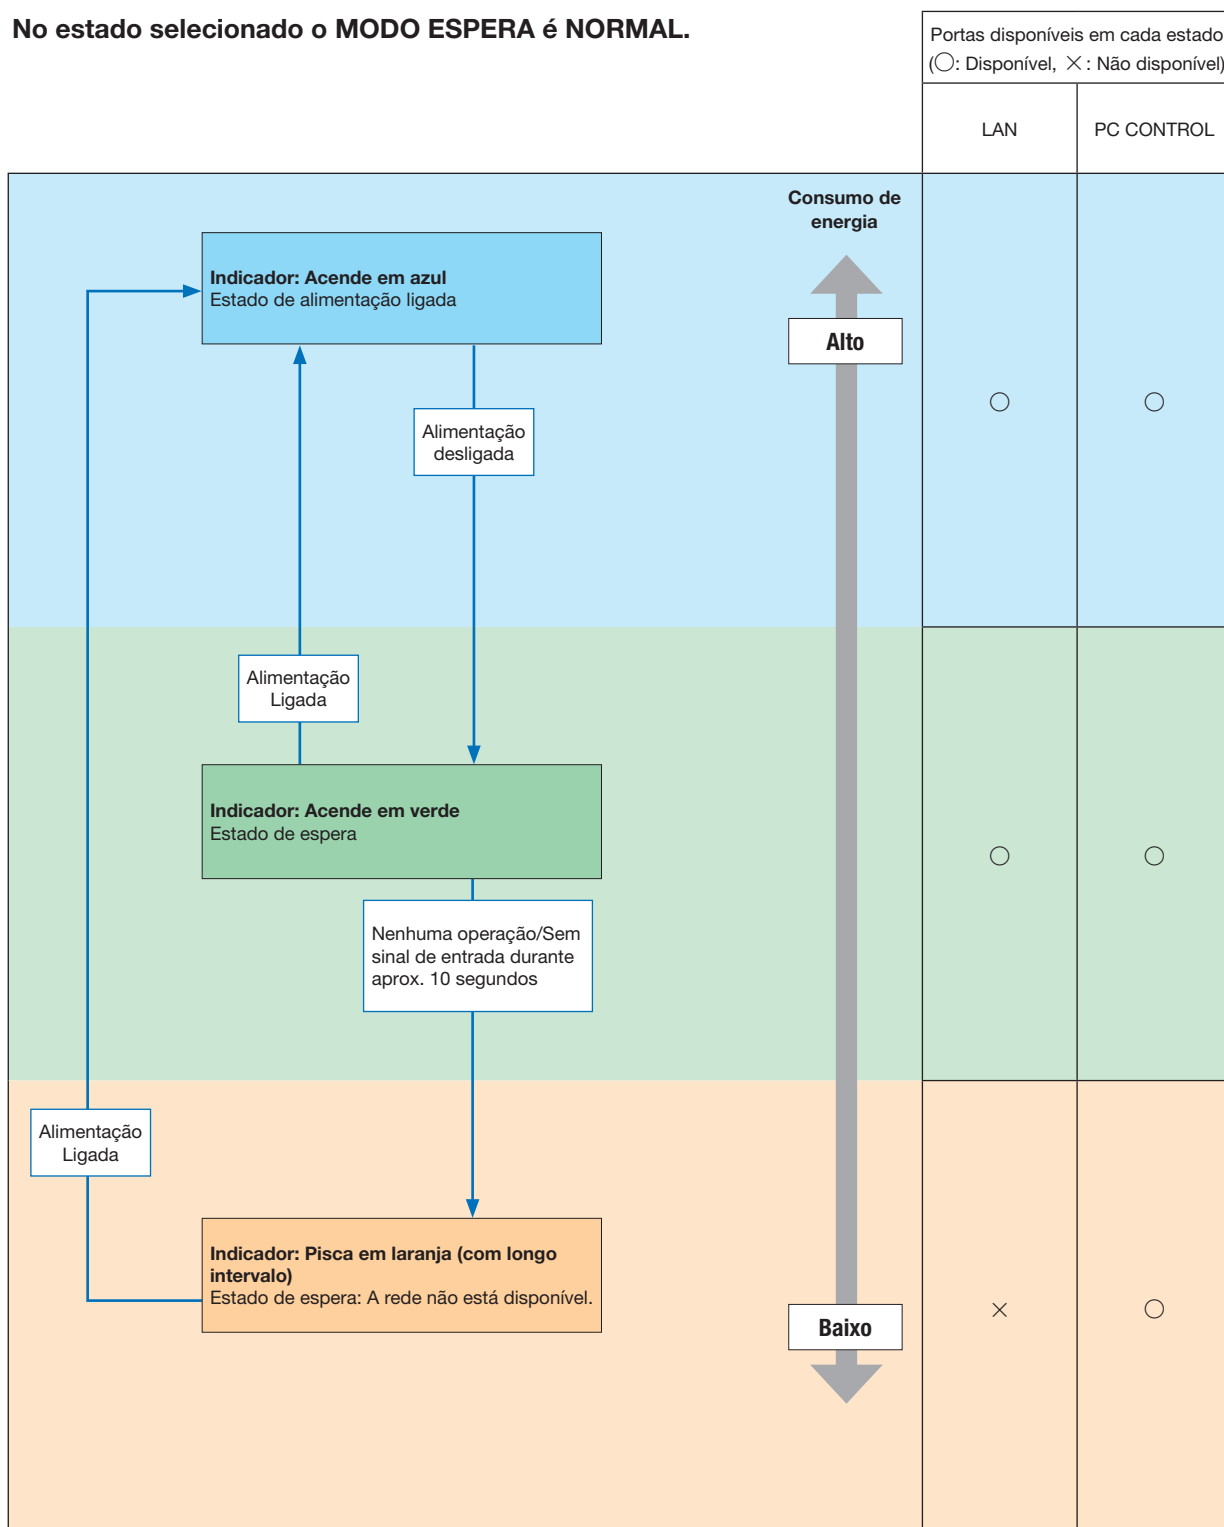 No estado selecionado o MODO ESPERA é NORMAL.
Portas disponíveis em cada estado
(○: Disponível, ×: Não disponível)
LAN
PC CONTROL
Consumo de
energia
Indicador: Acende em azul
Estado de alimentação ligada
Alto
○
○
Alimentação
desligada
Alimentação
Ligada
Indicador: Acende em verde
Estado de espera
○
○
Nenhuma operação/Sem
sinal de entrada durante
aprox. 10 segundos
Alimentação
Ligada
Indicador: Pisca em laranja (com longo
intervalo)
Estado de espera: A rede não está disponível.
Baixo
×
○